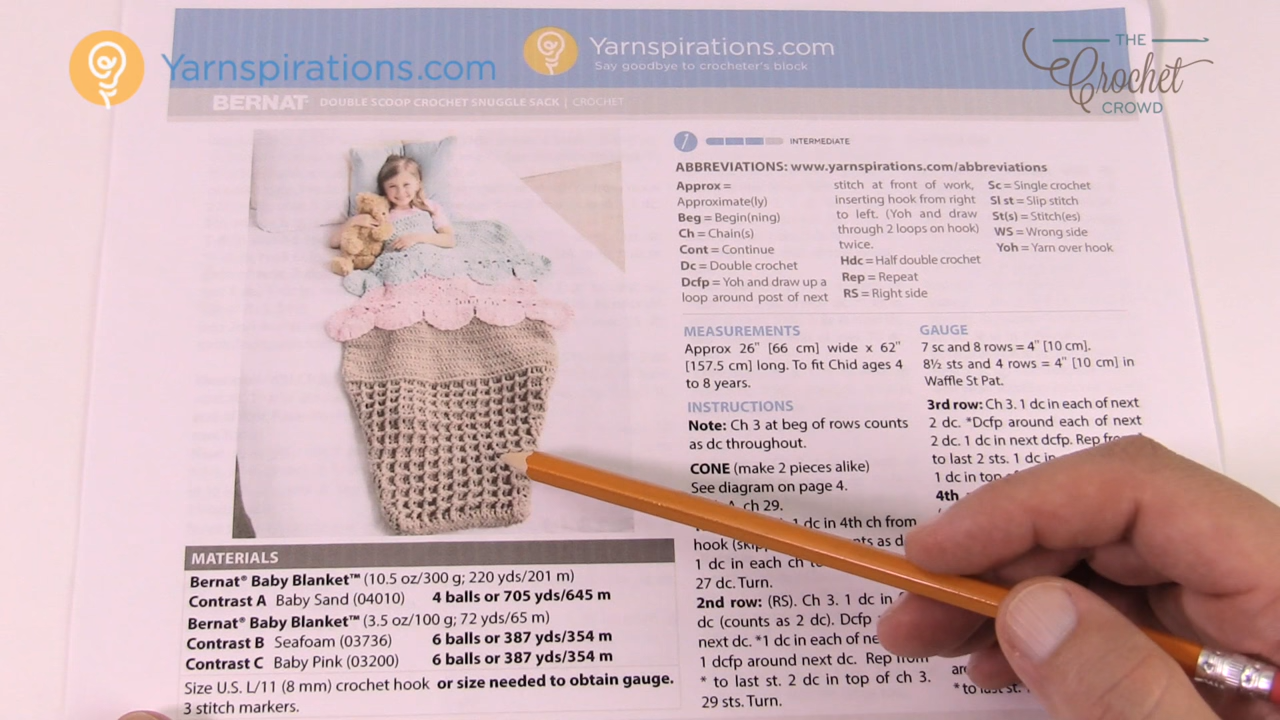 Yarnspirations.com
Yarnspirations.com
Say goodbye to crocheter's block
THE
Crochet
CROWD
BERNAT® DOUBLE SCOOP CROCHET SNUGGLE SACK | CROCHET
INTERMEDIATE
ABBREVIATIONS: www.yarnspirations.com/abbreviations
Approx =
Approximate(ly)
Beg = Begin(ning)
Ch = Chain(s)
Cont = Continue
Dc = Double crochet
Dcfp = Yoh and draw up a
loop around post of next
stitch at front of work,
inserting hook from right
to left. (Yoh and draw
through 2 loops on hook)
twice.
Hdc = Half double crochet
Rep = Repeat
RS = Right side
Sc = Single crochet
Sl st = Slip stitch
St(s) = Stitch(es)
WS = Wrong side
Yoh = Yarn over hook
MEASUREMENTS
Approx 26" [66 cm] wide x 62"
[157.5 cm] long. To fit Chid ages 4
to 8 years.
GAUGE
7 sc and 8 rows = 4" [10 cm].
8½ sts and 4 rows = 4" [10 cm] in
Waffle St Pat.
INSTRUCTIONS
Note: Ch 3 at beg of rows counts
as dc throughout.
CONE (make 2 pieces alike)
See diagram on page 4.
A, ch 29.
1 dc in 4th ch from
hook as d
1 dc in each ch
27 dc. Turn.
2nd row: (RS). Ch 3. 1 dc in
dc (counts as 2 dc). Dcfp
next dc. *1 dc in each of ne
1 dcfp around next dc. Rep from
* to last st. 2 dc in top of ch 3.
29 sts. Turn.
3rd row: Ch 3. 1 dc in each of next
2 dc. *Dcfp around each of next
2 dc. 1 dc in next dcfp. Rep
to last 2 sts. 1 dc in
1 dc in top
4th
* to last st.
MATERIALS
Bernat® Baby Blanket™ (10.5 oz/300 g; 220 yds/201 m)
Contrast A Baby Sand (04010) 4 balls or 705 yds/645 m
Bernat® Baby Blanket™ (3.5 oz/100 g; 72 yds/65 m)
Contrast B Seafoam (03736) 6 balls or 387 yds/354 m
Contrast C Baby Pink (03200) 6 balls or 387 yds/354 m
Size U.S. L/11 (8 mm) crochet hook or size needed to obtain gauge.
3 stitch markers.